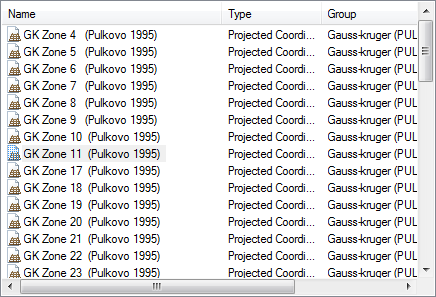 Name Type Group
GK Zone 4 (Pulkovo 1995) Projected Coordi... Gauss-kruger (PUL
GK Zone 5 (Pulkovo 1995) Projected Coordi... Gauss-kruger (PUL
GK Zone 6 (Pulkovo 1995) Projected Coordi... Gauss-kruger (PUL
GK Zone 7 (Pulkovo 1995) Projected Coordi... Gauss-kruger (PUL
GK Zone 8 (Pulkovo 1995) Projected Coordi... Gauss-kruger (PUL
GK Zone 9 (Pulkovo 1995) Projected Coordi... Gauss-kruger (PUL
GK Zone 10 (Pulkovo 1995) Projected Coordi... Gauss-kruger (PUL
GK Zone 11 (Pulkovo 1995) Projected Coordi... Gauss-kruger (PUL
GK Zone 17 (Pulkovo 1995) Projected Coordi... Gauss-kruger (PUL
GK Zone 18 (Pulkovo 1995) Projected Coordi... Gauss-kruger (PUL
GK Zone 19 (Pulkovo 1995) Projected Coordi... Gauss-kruger (PUL
GK Zone 20 (Pulkovo 1995) Projected Coordi... Gauss-kruger (PUL
GK Zone 21 (Pulkovo 1995) Projected Coordi... Gauss-kruger (PUL
GK Zone 22 (Pulkovo 1995) Projected Coordi... Gauss-kruger (PUL
GK Zone 23 (Pulkovo 1995) Projected Coordi... Gauss-kruger (PUL